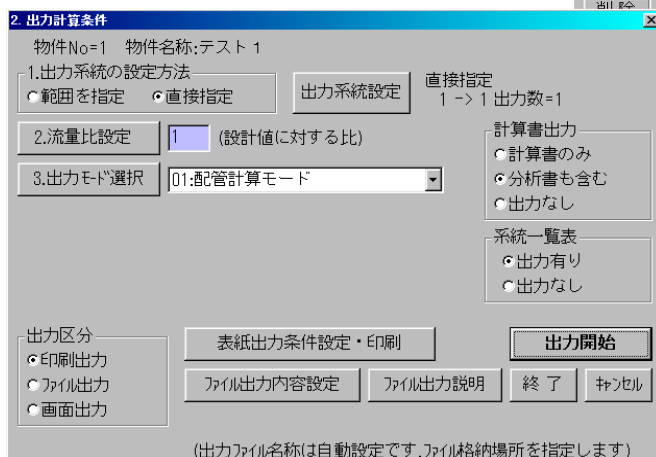 削除
2. 出力計算条件
物件No=1 物件名称:テスト1
1.出力系統の設定方法
範囲を指定 直接指定
出力系統設定
直接指定
1 -> 1 出力数=1
2.流量比設定 1 (設計値に対する比)
3.出力ﾓｰﾄﾞ選択 01:配管計算モード
計算書出力
計算書のみ
分析書も含む
出力なし
系統一覧表
出力有り
出力なし
出力区分
印刷出力
ﾌｧｲﾙ出力
画面出力
表紙出力条件設定・印刷
出力開始
ﾌｧｲﾙ出力内容設定 ﾌｧｲﾙ出力説明 終 了 ｷｬﾝｾﾙ
(出力ﾌｧｲﾙ名称は自動設定です.ﾌｧｲﾙ格納場所を指定します)